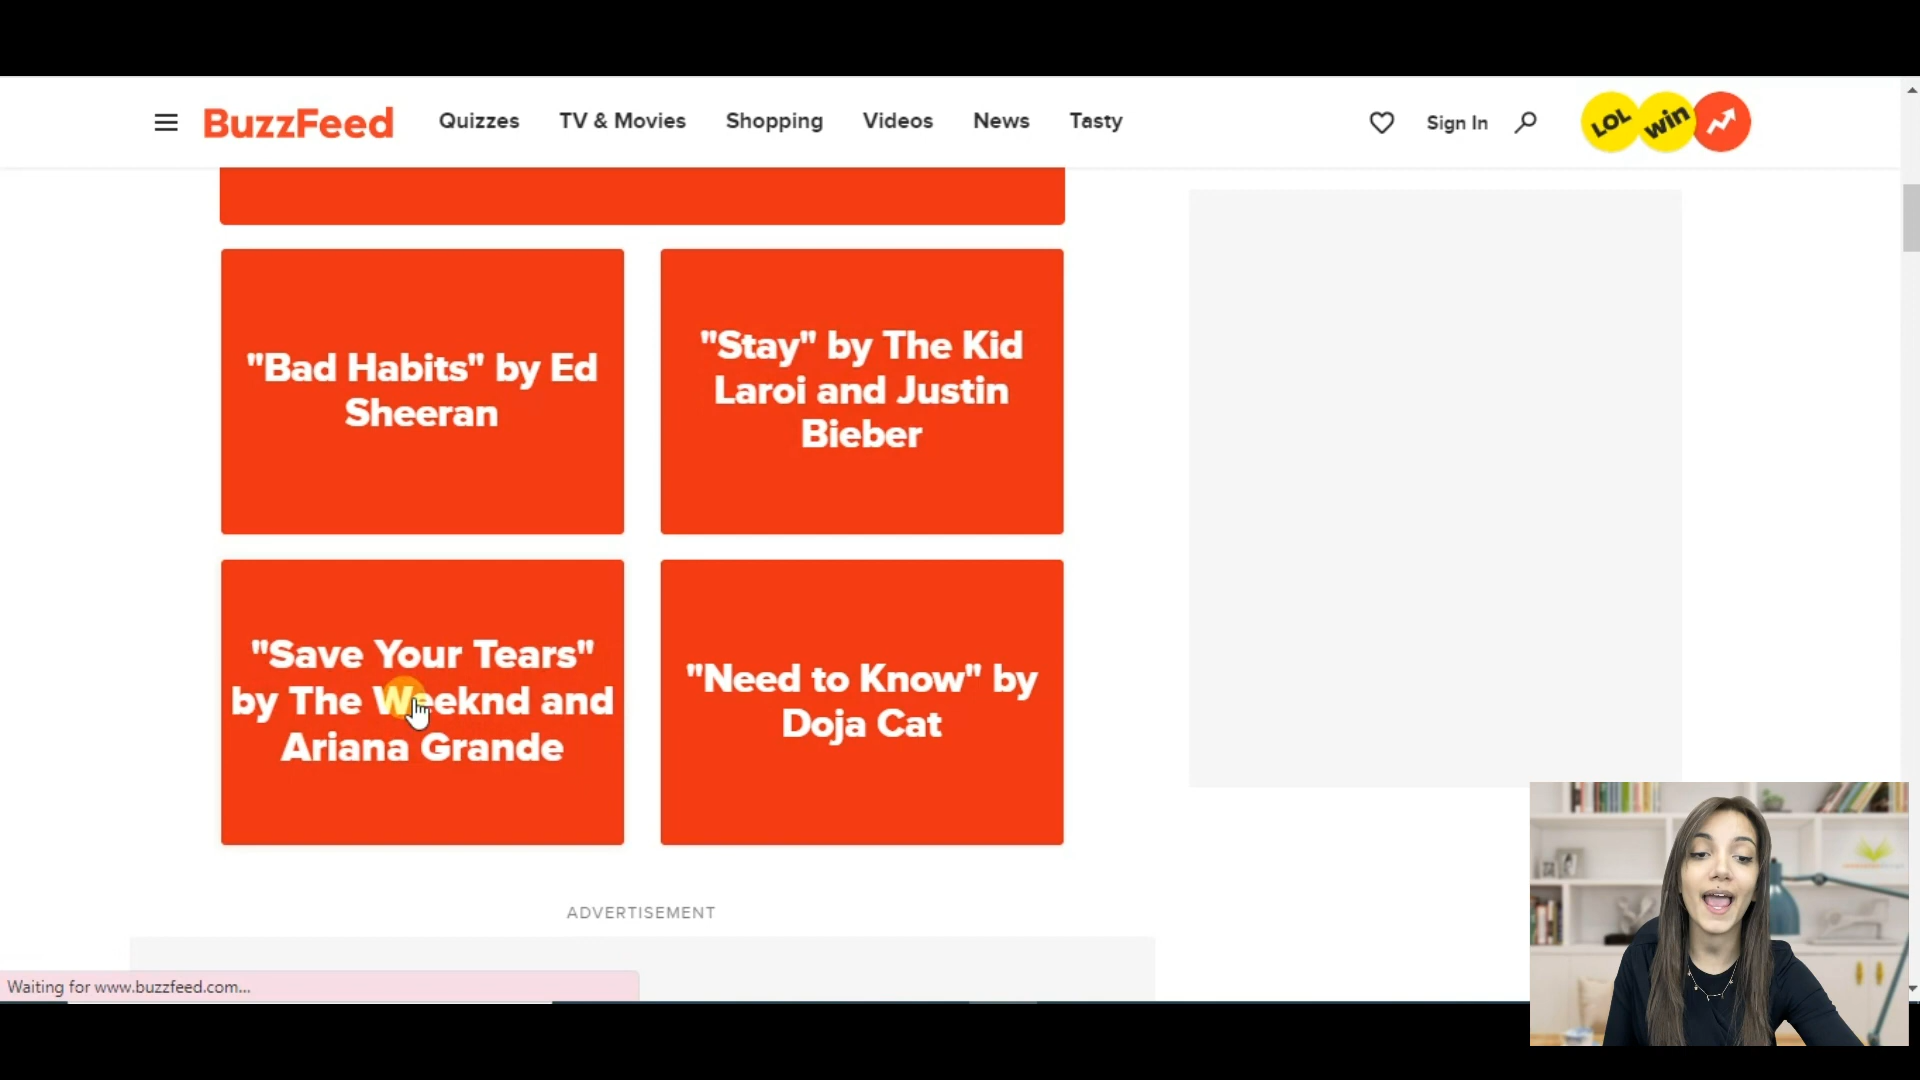 BuzzFeed Quizzes TV & Movies Shopping Videos News Tasty Sign In LOL win
"Bad Habits" by Ed
Sheeran
"Stay" by The Kid
Laroi and Justin
Bieber
"Save Your Tears"
by The Weeknd and
Ariana Grande
"Need to Know" by
Doja Cat
ADVERTISEMENT
Waiting for www.buzzfeed.com...